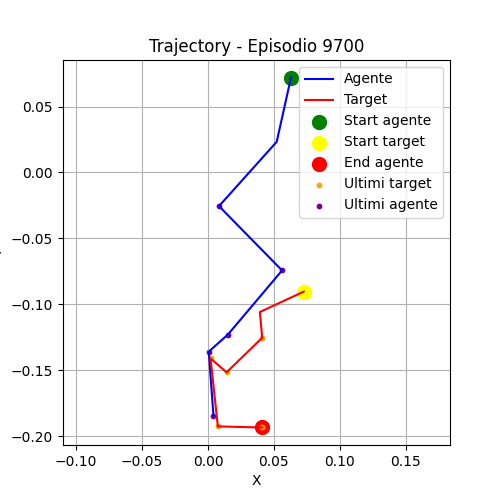 Trajectory - Episodio 9700
Agente
Target
Start agente
Start target
End agente
Ultimi target
Ultimi agente
0.05
0.00
−0.05
−0.10
−0.15
−0.20
−0.10
−0.05
0.00
0.05
0.10
0.15
X